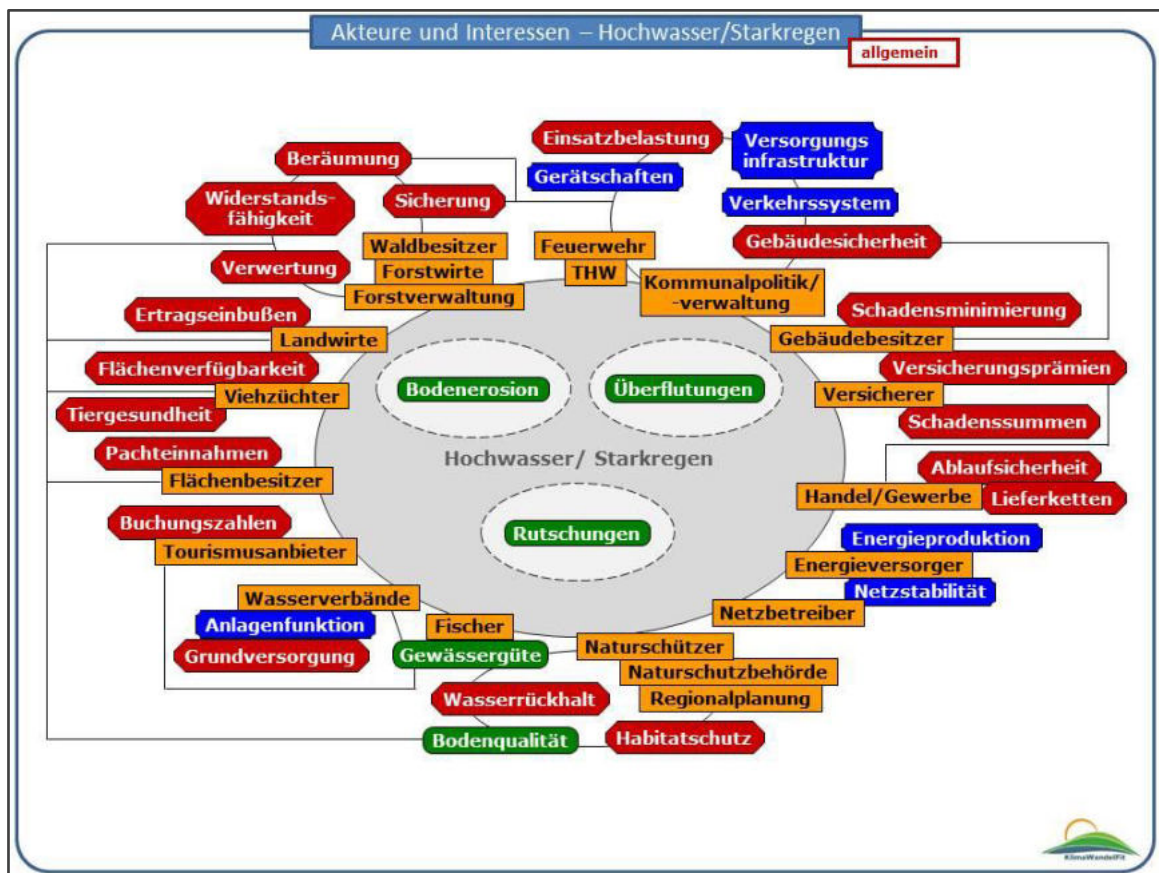 Akteure und Interessen – Hochwasser/Starkregen
allgemein
Einsatzbelastung
Versorgungs
infrastruktur
Beräumung
Gerätschaften
Widerstands-
fähigkeit
Sicherung
Verkehrssystem
Waldbesitzer
Feuerwehr
Gebäudesicherheit
Verwertung
Forstwirte
THW
Kommunalpolitik/
-verwaltung
Forstverwaltung
Ertragseinbußen
Schadensminimierung
Landwirte
Gebäudebesitzer
Flächenverfügbarkeit
Bodenerosion
Überflutungen
Versicherungsprämien
Viehzüchter
Versicherer
Tiergesundheit
Schadenssummen
Pachteinnahmen
Hochwasser/ Starkregen
Ablaufsicherheit
Flächenbesitzer
Handel/Gewerbe
Lieferketten
Buchungszahlen
Rutschungen
Energieproduktion
Tourismusanbieter
Energieversorger
Netzstabilität
Wasserverbände
Netzbetreiber
Anlagenfunktion
Fischer
Grundversorgung
Gewässergüte
Naturschützer
Naturschutzbehörde
Wasserrückhalt
Regionalplanung
Bodenqualität
Habitatschutz
KlimaWandelFit